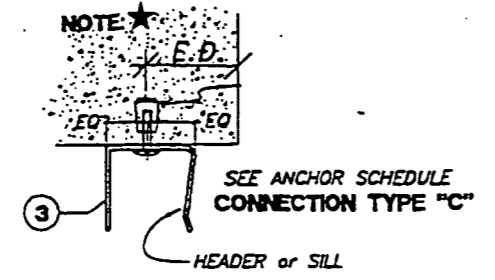 NOTE: ★
E.D.
EQ EQ
SEE ANCHOR SCHEDULE
CONNECTION TYPE "C"
3
HEADER or SILL